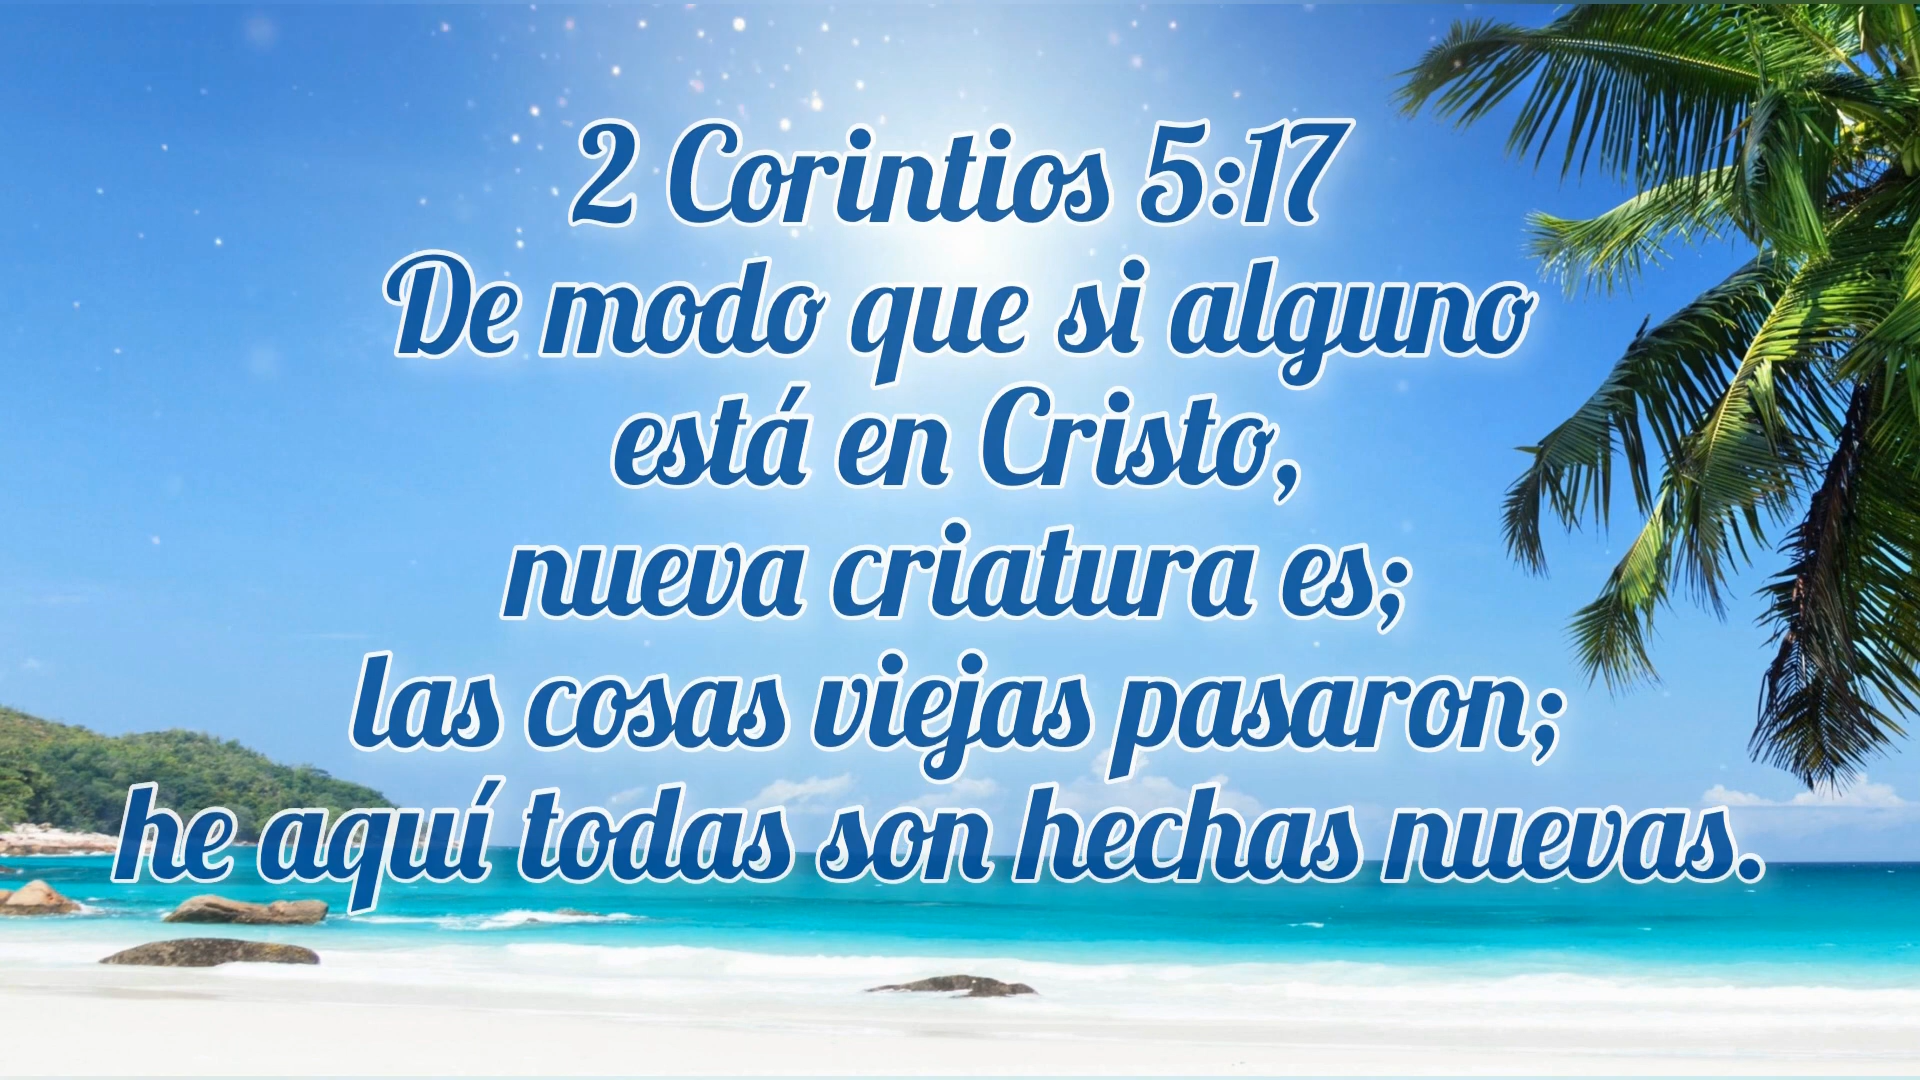 2 Corintios 5:17
De modo que si alguno
está en Cristo,
nueva criatura es;
las cosas viejas pasaron;
he aquí todas son hechas nuevas.